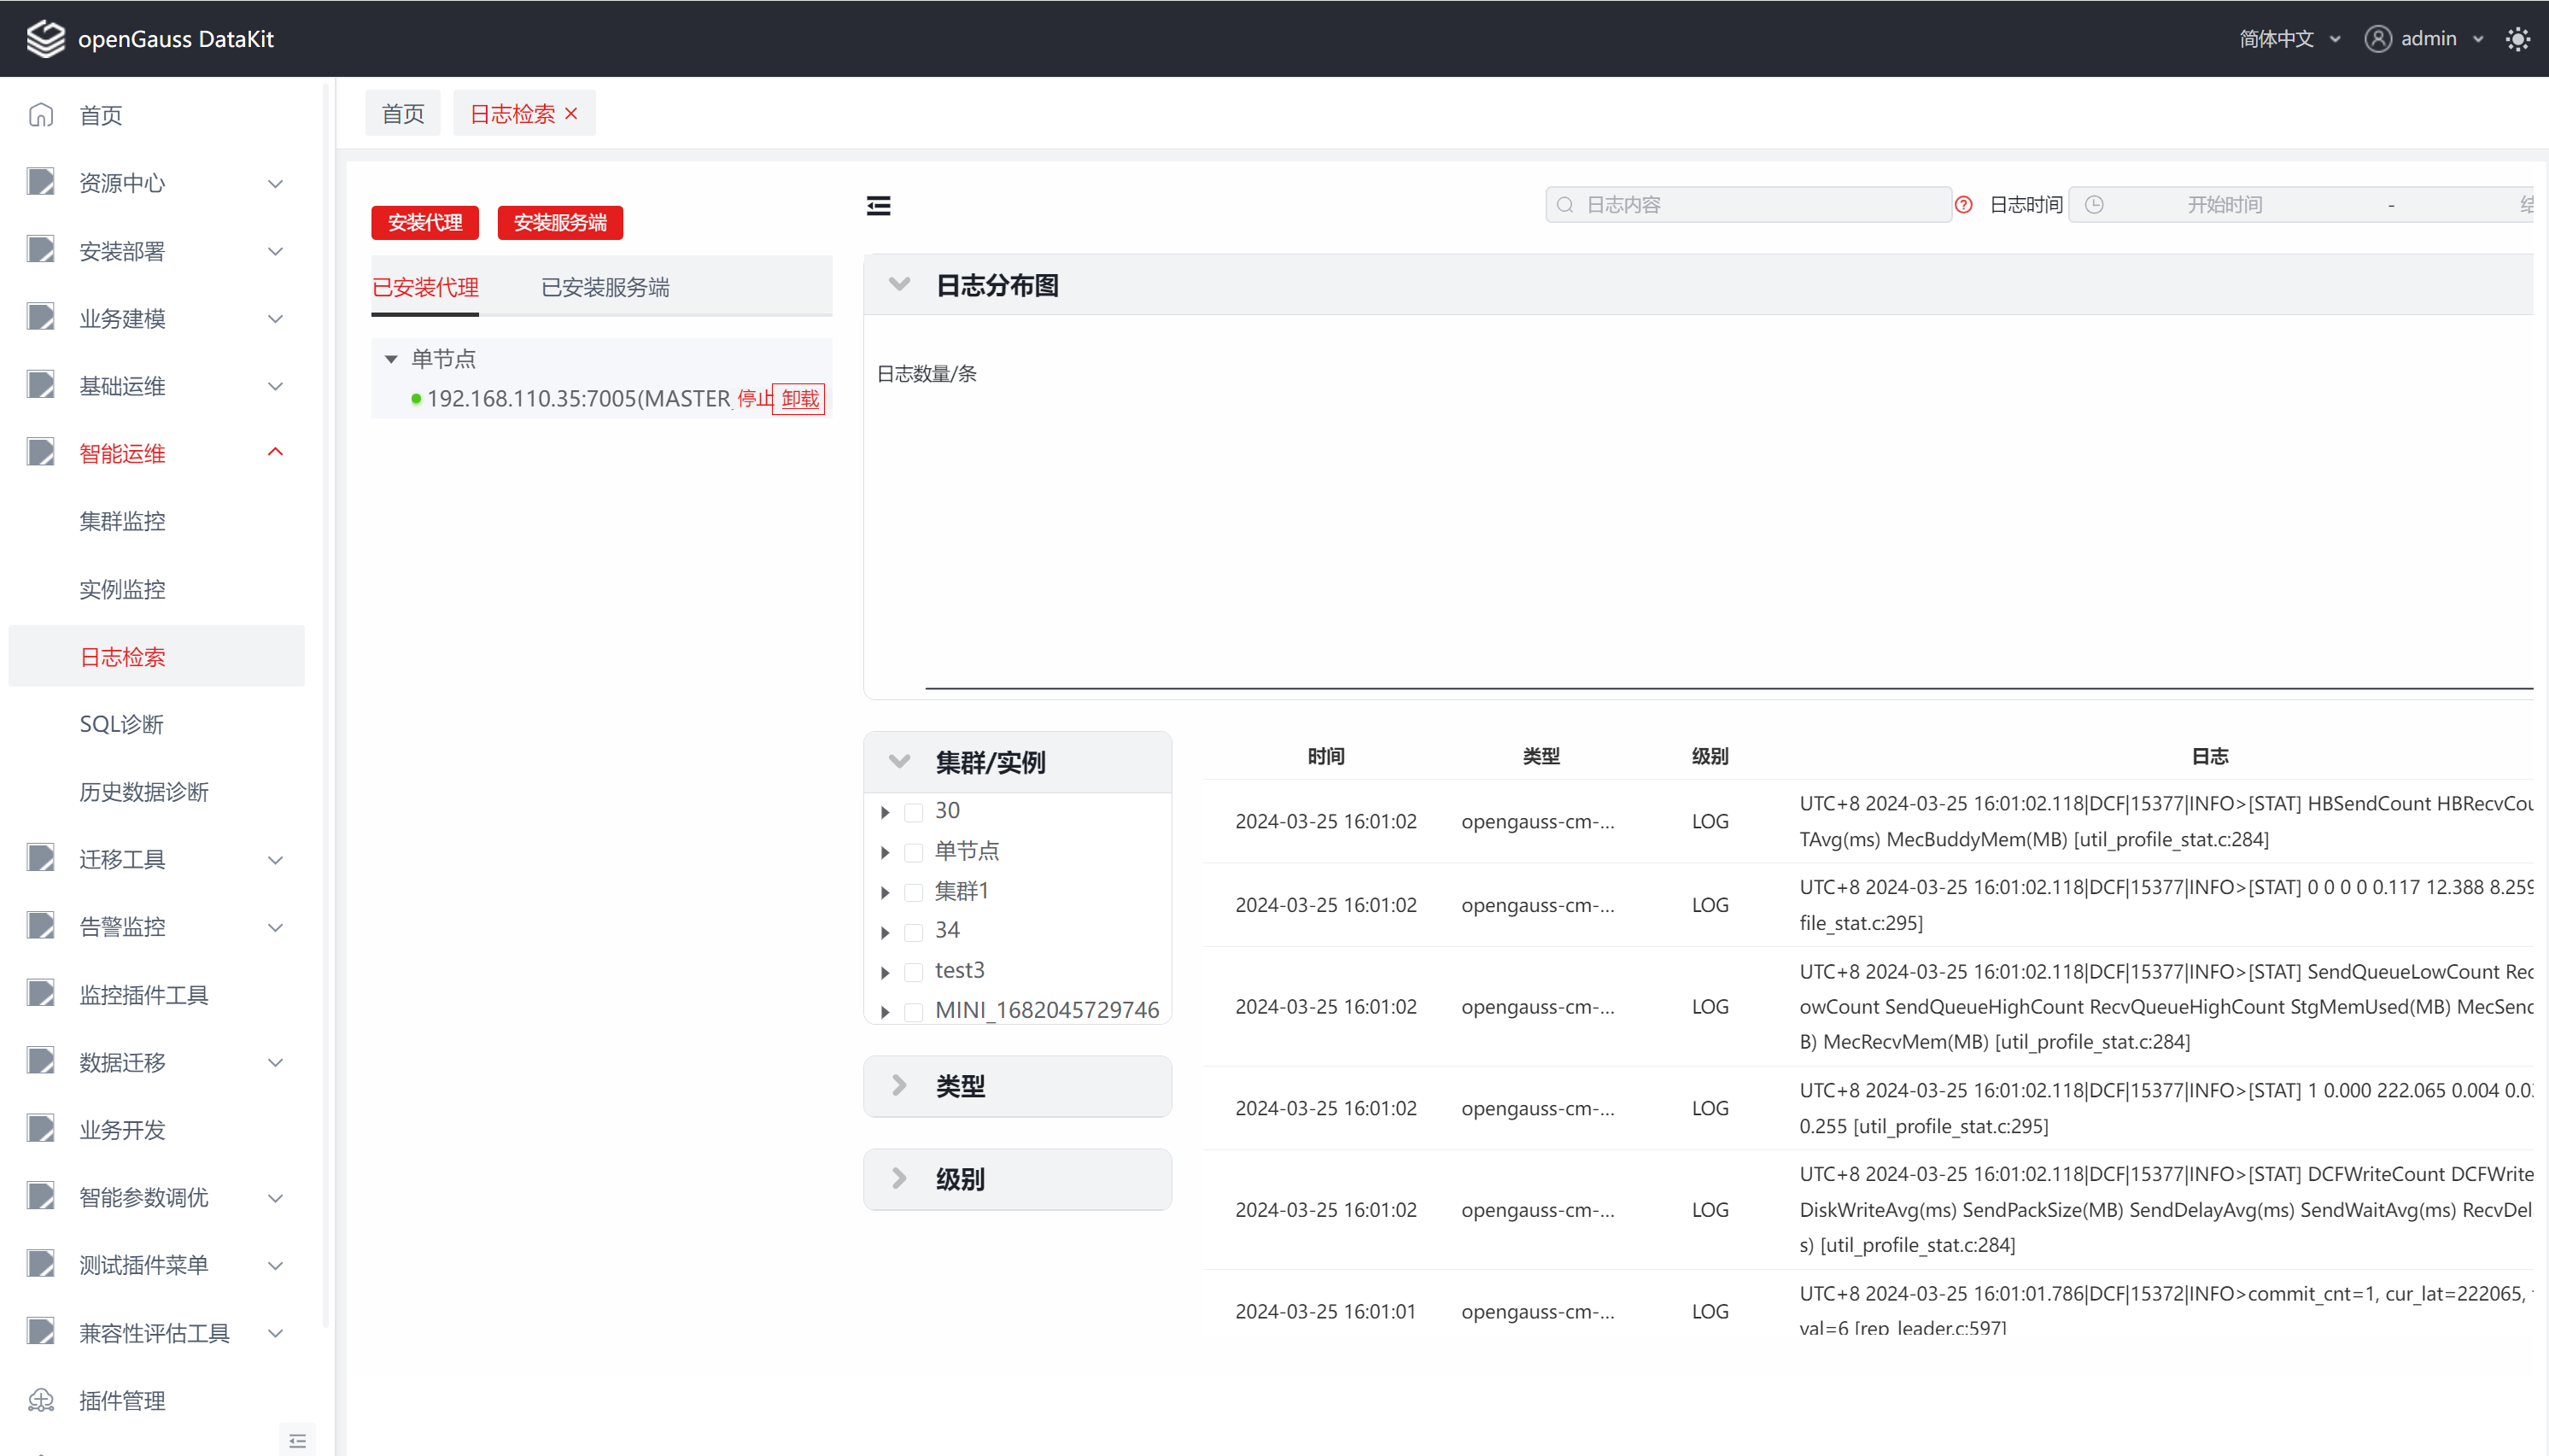 openGauss DataKit
简体中文
admin
首页
资源中心
安装部署
业务建模
基础运维
智能运维
集群监控
实例监控
日志检索
SQL诊断
历史数据诊断
迁移工具
告警监控
监控插件工具
数据迁移
业务开发
智能参数调优
测试插件菜单
兼容性评估工具
插件管理
首页 日志检索
安装代理 安装服务端
已安装代理 已安装服务端
单节点
192.168.110.35:7005(MASTER 停止 卸载
日志内容 日志时间 开始时间 -
日志分布图
日志数量/条
集群/实例
30
单节点
集群1
34
test3
MINI_1682045729746
类型
级别
时间 类型 级别 日志
2024-03-25 16:01:02 opengauss-cm-... LOG
UTC+8 2024-03-25 16:01:02.118|DCF|15377|INFO>[STAT] HBSendCount HBRecvCou
TAvg(ms) MecBuddyMem(MB) [util_profile_stat.c:284]
2024-03-25 16:01:02 opengauss-cm-... LOG
UTC+8 2024-03-25 16:01:02.118|DCF|15377|INFO>[STAT] 0 0 0 0 0.117 12.388 8.259
file_stat.c:295]
2024-03-25 16:01:02 opengauss-cm-... LOG
UTC+8 2024-03-25 16:01:02.118|DCF|15377|INFO>[STAT] SendQueueLowCount Rec
owCount SendQueueHighCount RecvQueueHighCount StgMemUsed(MB) MecSend
B) MecRecvMem(MB) [util_profile_stat.c:284]
2024-03-25 16:01:02 opengauss-cm-... LOG
UTC+8 2024-03-25 16:01:02.118|DCF|15377|INFO>[STAT] 1 0.000 222.065 0.004
0.255 [util_profile_stat.c:295]
2024-03-25 16:01:02 opengauss-cm-... LOG
UTC+8 2024-03-25 16:01:02.118|DCF|15377|INFO>[STAT] DCFWriteCount DCFWrite
DiskWriteAvg(ms) SendPackSize(MB) SendDelayAvg(ms) SendWaitAvg(ms) RecvDel
s) [util_profile_stat.c:284]
2024-03-25 16:01:01 opengauss-cm-... LOG
UTC+8 2024-03-25 16:01:01.786|DCF|15372|INFO>commit_cnt=1, cur_lat=222065,
val=6 [rep_leader.c:597]